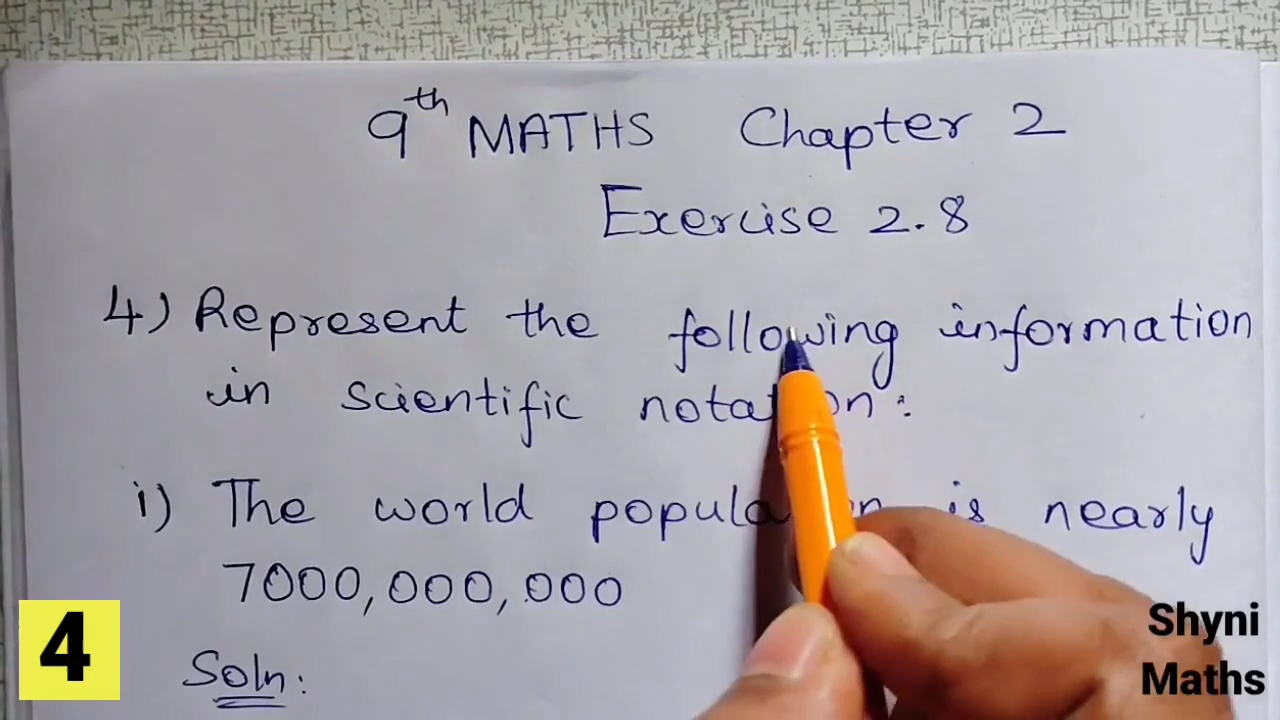 9th MATHS Chapter 2
Exercise 2.8
4) Represent the following information
in scientific :
i) The world is nearly
7000,000,000
Soln:
4
Shyni
Maths